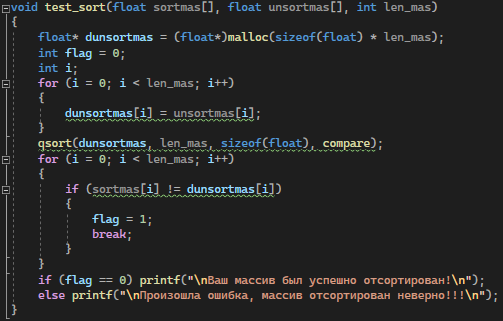 void test_sort(float sortmas[], float unsortmas[], int len_mas)
{
float* dunsortmas = (float*)malloc(sizeof(float) * len_mas);
int flag = 0;
int i;
for (i = 0; i < len_mas; i++)
{
dunsortmas[i] = unsortmas[i];
}
qsort(dunsortmas, len_mas, sizeof(float), compare);
for (i = 0; i < len_mas; i++)
{
if (sortmas[i] != dunsortmas[i])
{
flag = 1;
break;
}
}
if (flag == 0) printf("\nВаш массив был успешно отсортирован!\n");
else printf("\nПроизошла ошибка, массив отсортирован неверно!!!\n");
}